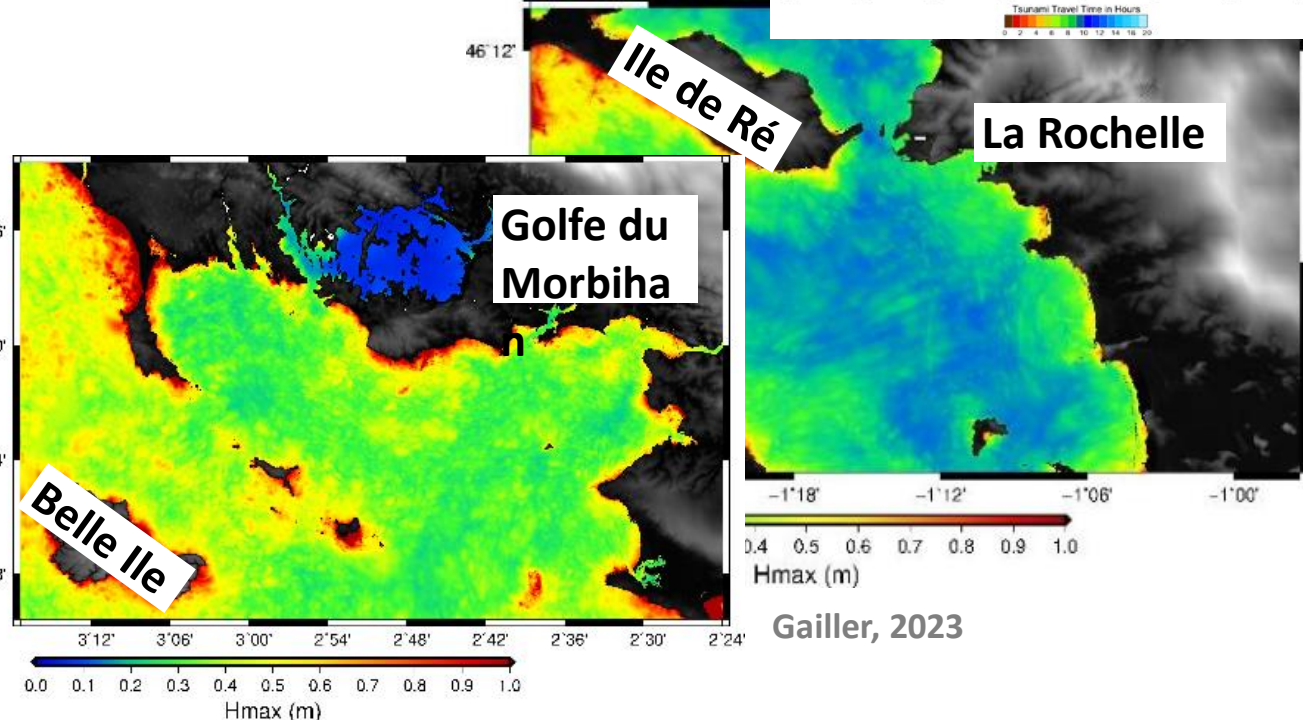 Tsunami Travel Time in Hours
0 2 4 6 8 10 12 14 16 20
46°12'
Ile de Ré
La Rochelle
Golfe du
Morbiha
n
Belle Ile
−1°18' −1°12' −1°06' −1°00'
0.4 0.5 0.6 0.7 0.8 0.9 1.0
Hmax (m)
Gailler, 2023
3°12' 3°06' 3°00' 2°54' 2°48' 2°42' 2°36' 2°30' 2°24'
0.0 0.1 0.2 0.3 0.4 0.5 0.6 0.7 0.8 0.9 1.0
Hmax (m)